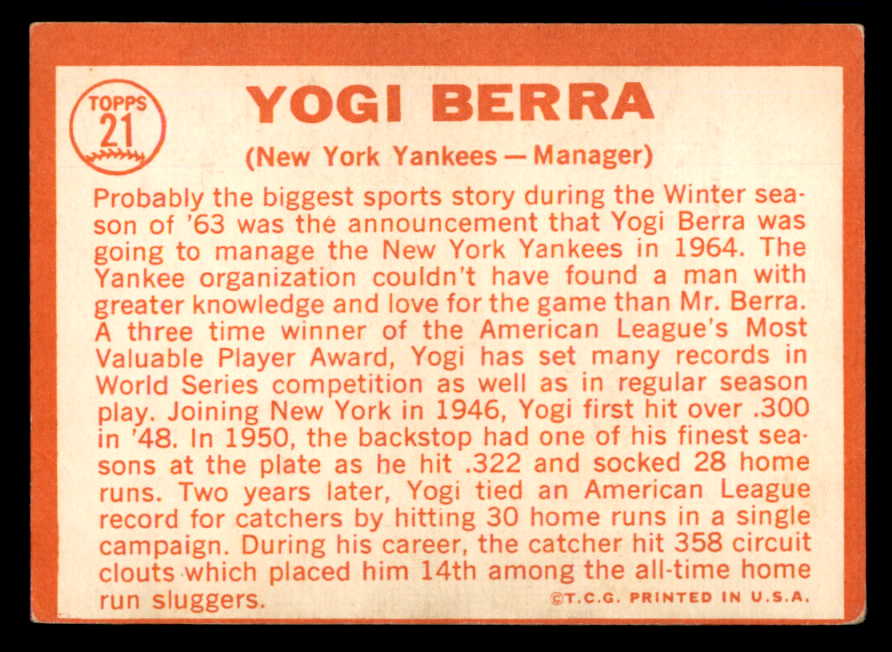 TOPPS
21
YOGI BERRA
(New York Yankees — Manager)
Probably the biggest sports story during the Winter sea-
son of '63 was the announcement that Yogi Berra was
going to manage the New York Yankees in 1964. The
Yankee organization couldn't have found a man with
greater knowledge and love for the game than Mr. Berra.
A three time winner of the American League's Most
Valuable Player Award, Yogi has set many records in
World Series competition as well as in regular season
play. Joining New York in 1946, Yogi first hit over .300
in '48. In 1950, the backstop had one of his finest sea-
sons at the plate as he hit .322 and socked 28 home
runs. Two years later, Yogi tied an American League
record for catchers by hitting 30 home runs in a single
campaign. During his career, the catcher hit 358 circuit
clouts which placed him 14th among the all-time home
run sluggers.
©T.C.G. PRINTED IN U.S.A.